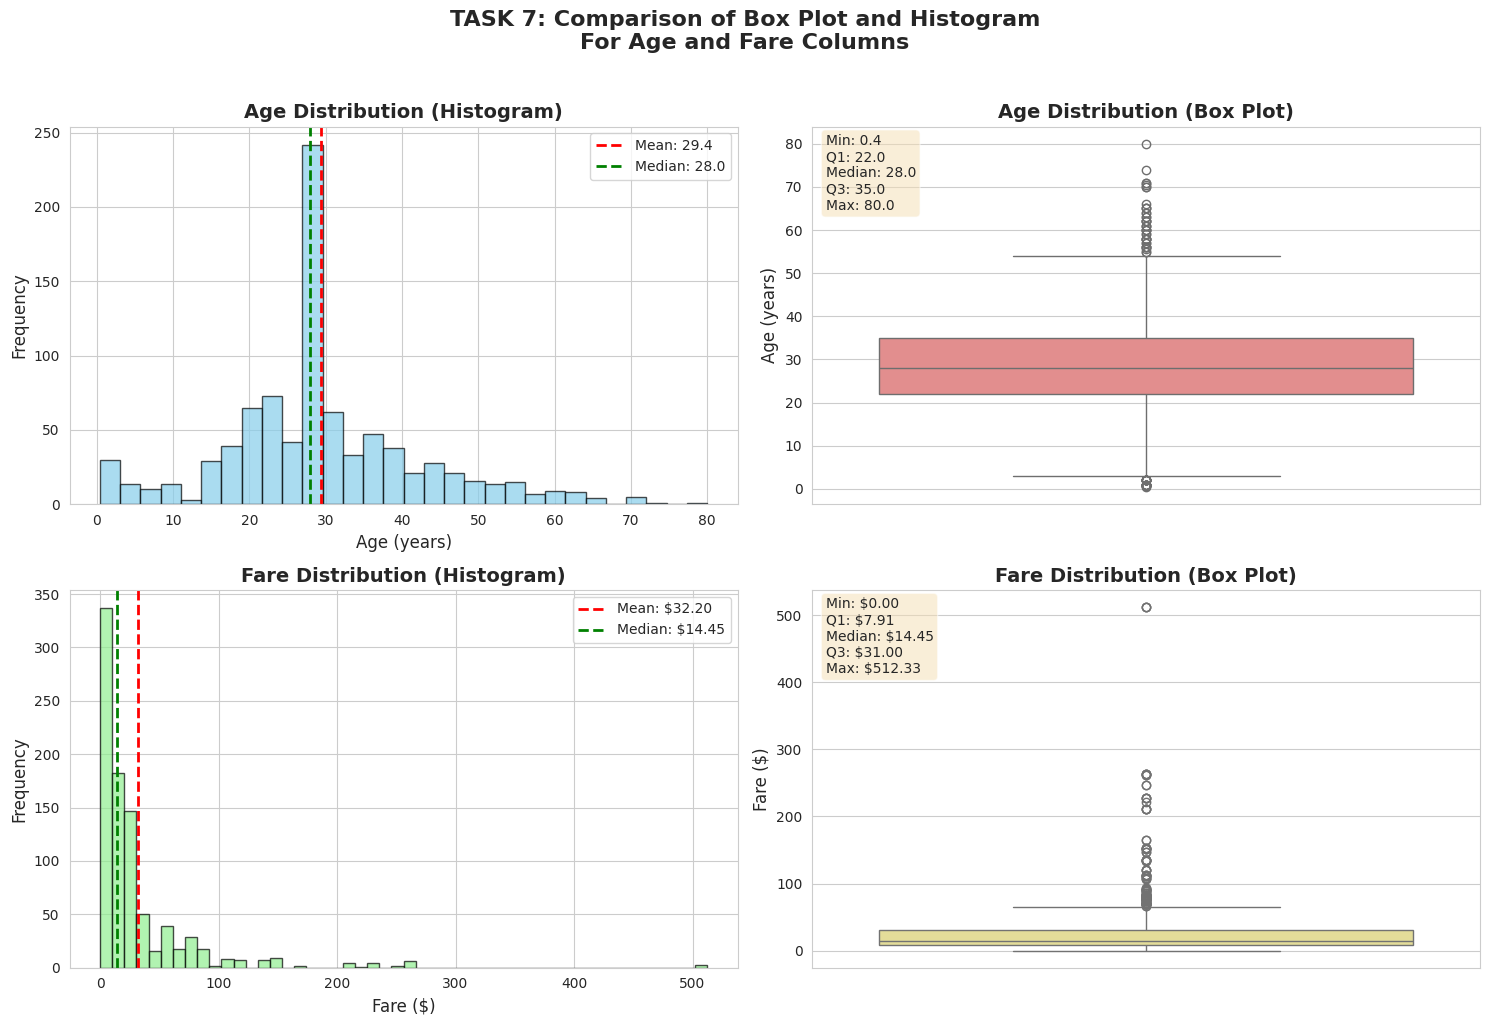 TASK 7: Comparison of Box Plot and Histogram
For Age and Fare Columns
Age Distribution (Histogram)
250
200
150
100
50
0
Frequency
Mean: 29.4
Median: 28.0
0 10 20 30 40 50 60 70 80
Age (years)
Age Distribution (Box Plot)
Min: 0.4
Q1: 22.0
Median: 28.0
Q3: 35.0
Max: 80.0
80
70
60
50
40
30
20
10
0
Age (years)
Fare Distribution (Histogram)
350
300
250
200
150
100
50
0
Frequency
Mean: $32.20
Median: $14.45
0 100 200 300 400 500
Fare ($)
Fare Distribution (Box Plot)
Min: $0.00
Q1: $7.91
Median: $14.45
Q3: $31.00
Max: $512.33
500
400
300
200
100
0
Fare ($)